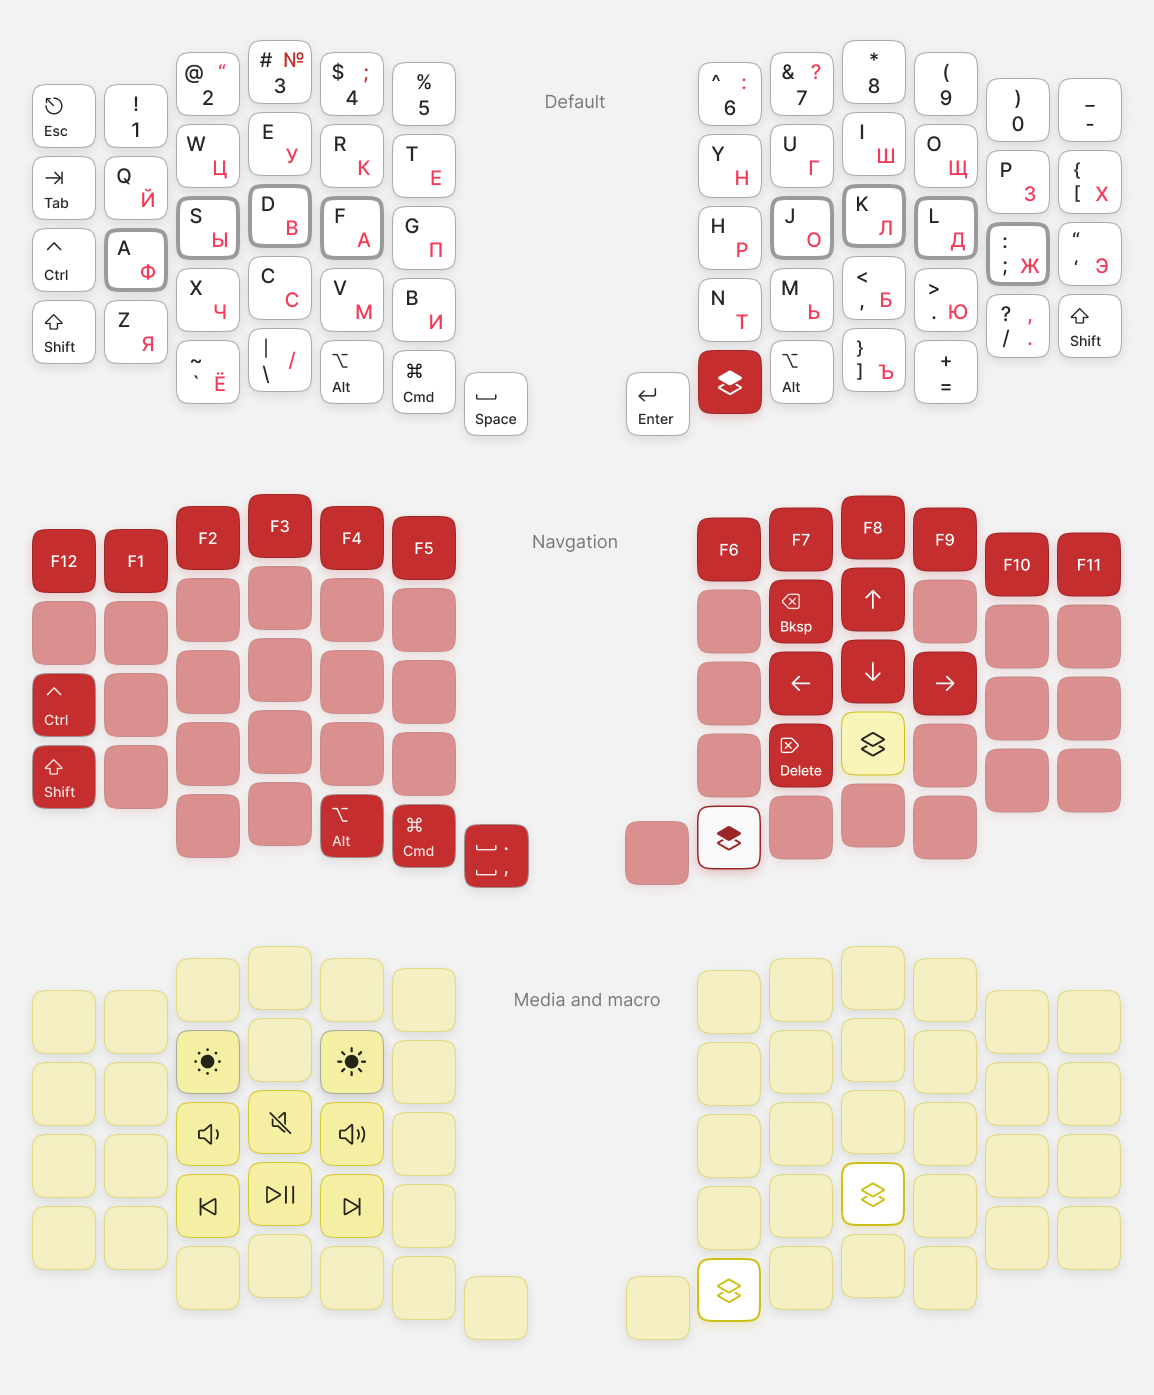 Default
@ “
2
# №
3
$ ;
4
%
5
Esc
!
1
W Ц
E У
R К
T Е
Tab
Q Й
S Ы
D В
F А
G П
Ctrl
A Ф
X Ч
C С
V М
B И
Shift
Z Я
~
` Ё
|
\ /
Alt
Cmd
Space
^ :
6
& ?
7
*
8
(
9
)
0
_
-
Y Н
U Г
I Ш
O Щ
P З
{
[ Х
H Р
J О
K Л
L Д
:
; Ж
“
‘ Э
N Т
M Ь
<
, Б
>
. Ю
? ,
/ .
Shift
Enter
Alt
}
] Ъ
+
=
Navgation
F12 F1 F2 F3 F4 F5
F6 F7 F8 F9 F10 F11
Bksp
Ctrl
Shift
Delete
Alt
Cmd
.
,
Media and macro